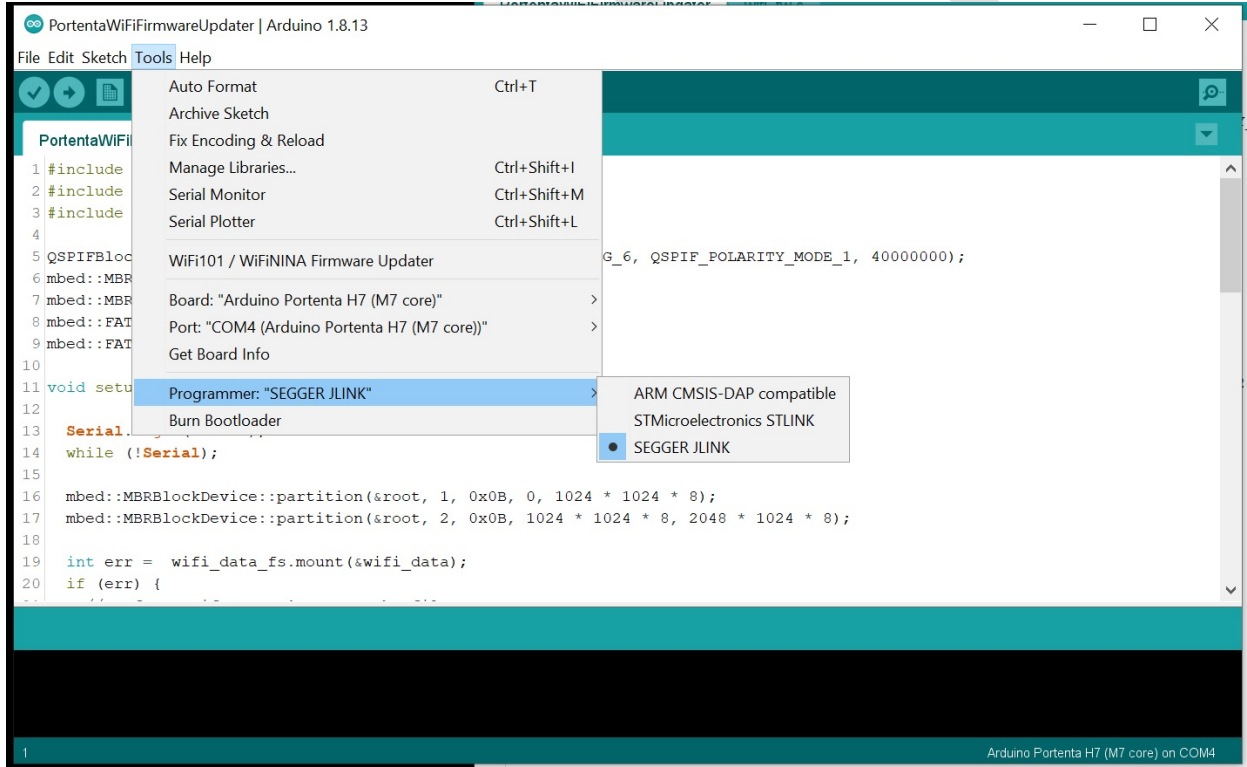 PortentaWiFiFirmwareUpdater
PortentaWiFiFirmwareUpdater | Arduino 1.8.13
File Edit Sketch Tools Help
Auto Format Ctrl+T
Archive Sketch
PortentaWiFi
Fix Encoding & Reload
1 #include
Manage Libraries... Ctrl+Shift+I
2 #include
Serial Monitor Ctrl+Shift+M
3 #include
Serial Plotter Ctrl+Shift+L
4
5 QSPIFBloc
WiFi101 / WiFiNINA Firmware Updater
G_6, QSPIF_POLARITY_MODE_1, 40000000);
6 mbed::MBR
7 mbed::MBR
Board: "Arduino Portenta H7 (M7 core)"
8 mbed::FAT
Port: "COM4 (Arduino Portenta H7 (M7 core))"
9 mbed::FAT
Get Board Info
10
11 void setu
Programmer: "SEGGER JLINK"
ARM CMSIS-DAP compatible
12
Burn Bootloader
STMicroelectronics STLINK
13 Serial.
SEGGER JLINK
14 while (!Serial);
15
16 mbed::MBRBlockDevice::partition(&root, 1, 0x0B, 0, 1024 * 1024 * 8);
17 mbed::MBRBlockDevice::partition(&root, 2, 0x0B, 1024 * 1024 * 8, 2048 * 1024 * 8);
18
19 int err = wifi_data_fs.mount(&wifi_data);
20 if (err) {
1
Arduino Portenta H7 (M7 core) on COM4